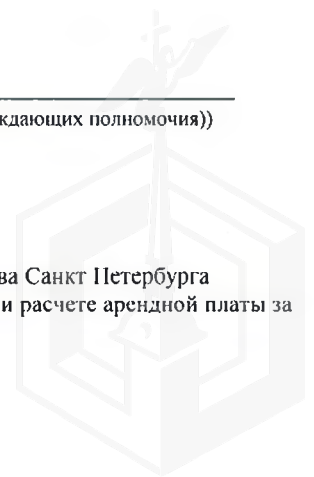 ждающих полномочия))
ва Санкт Петербурга
и расчете арендной платы за